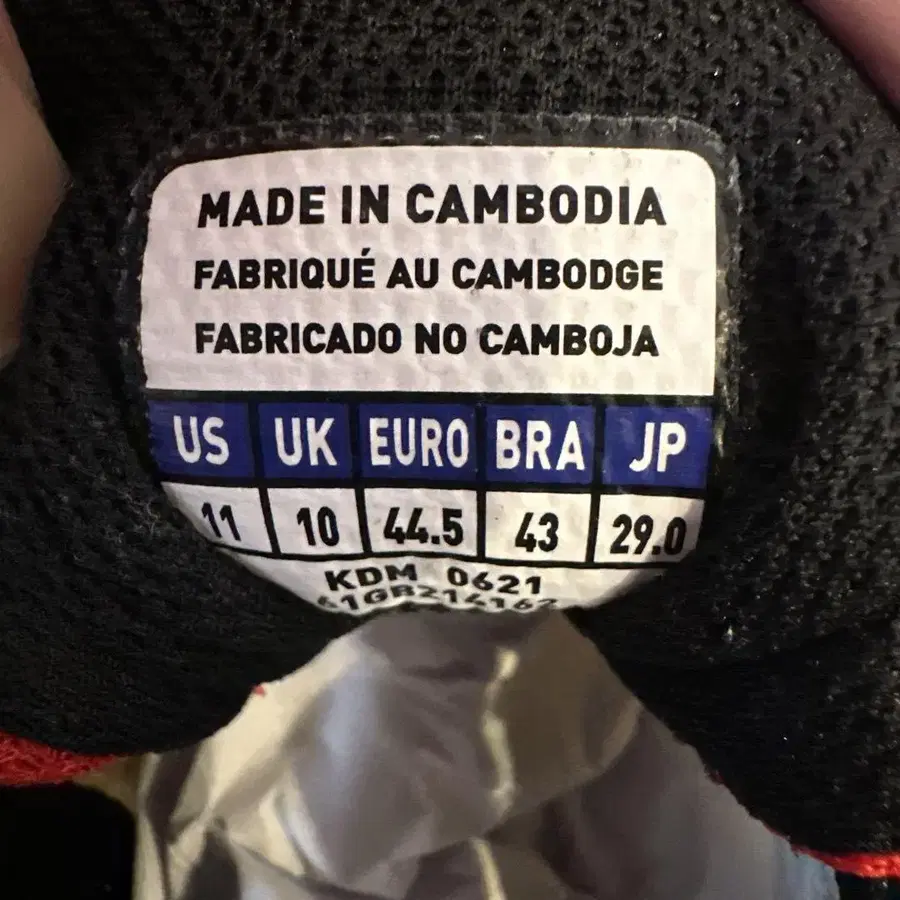 MADE IN CAMBODIA
FABRIQUÉ AU CAMBODGE
FABRICADO NO CAMBOJA
US UK EURO BRA JP
11 10 44.5 43 29.0
KDM 0621